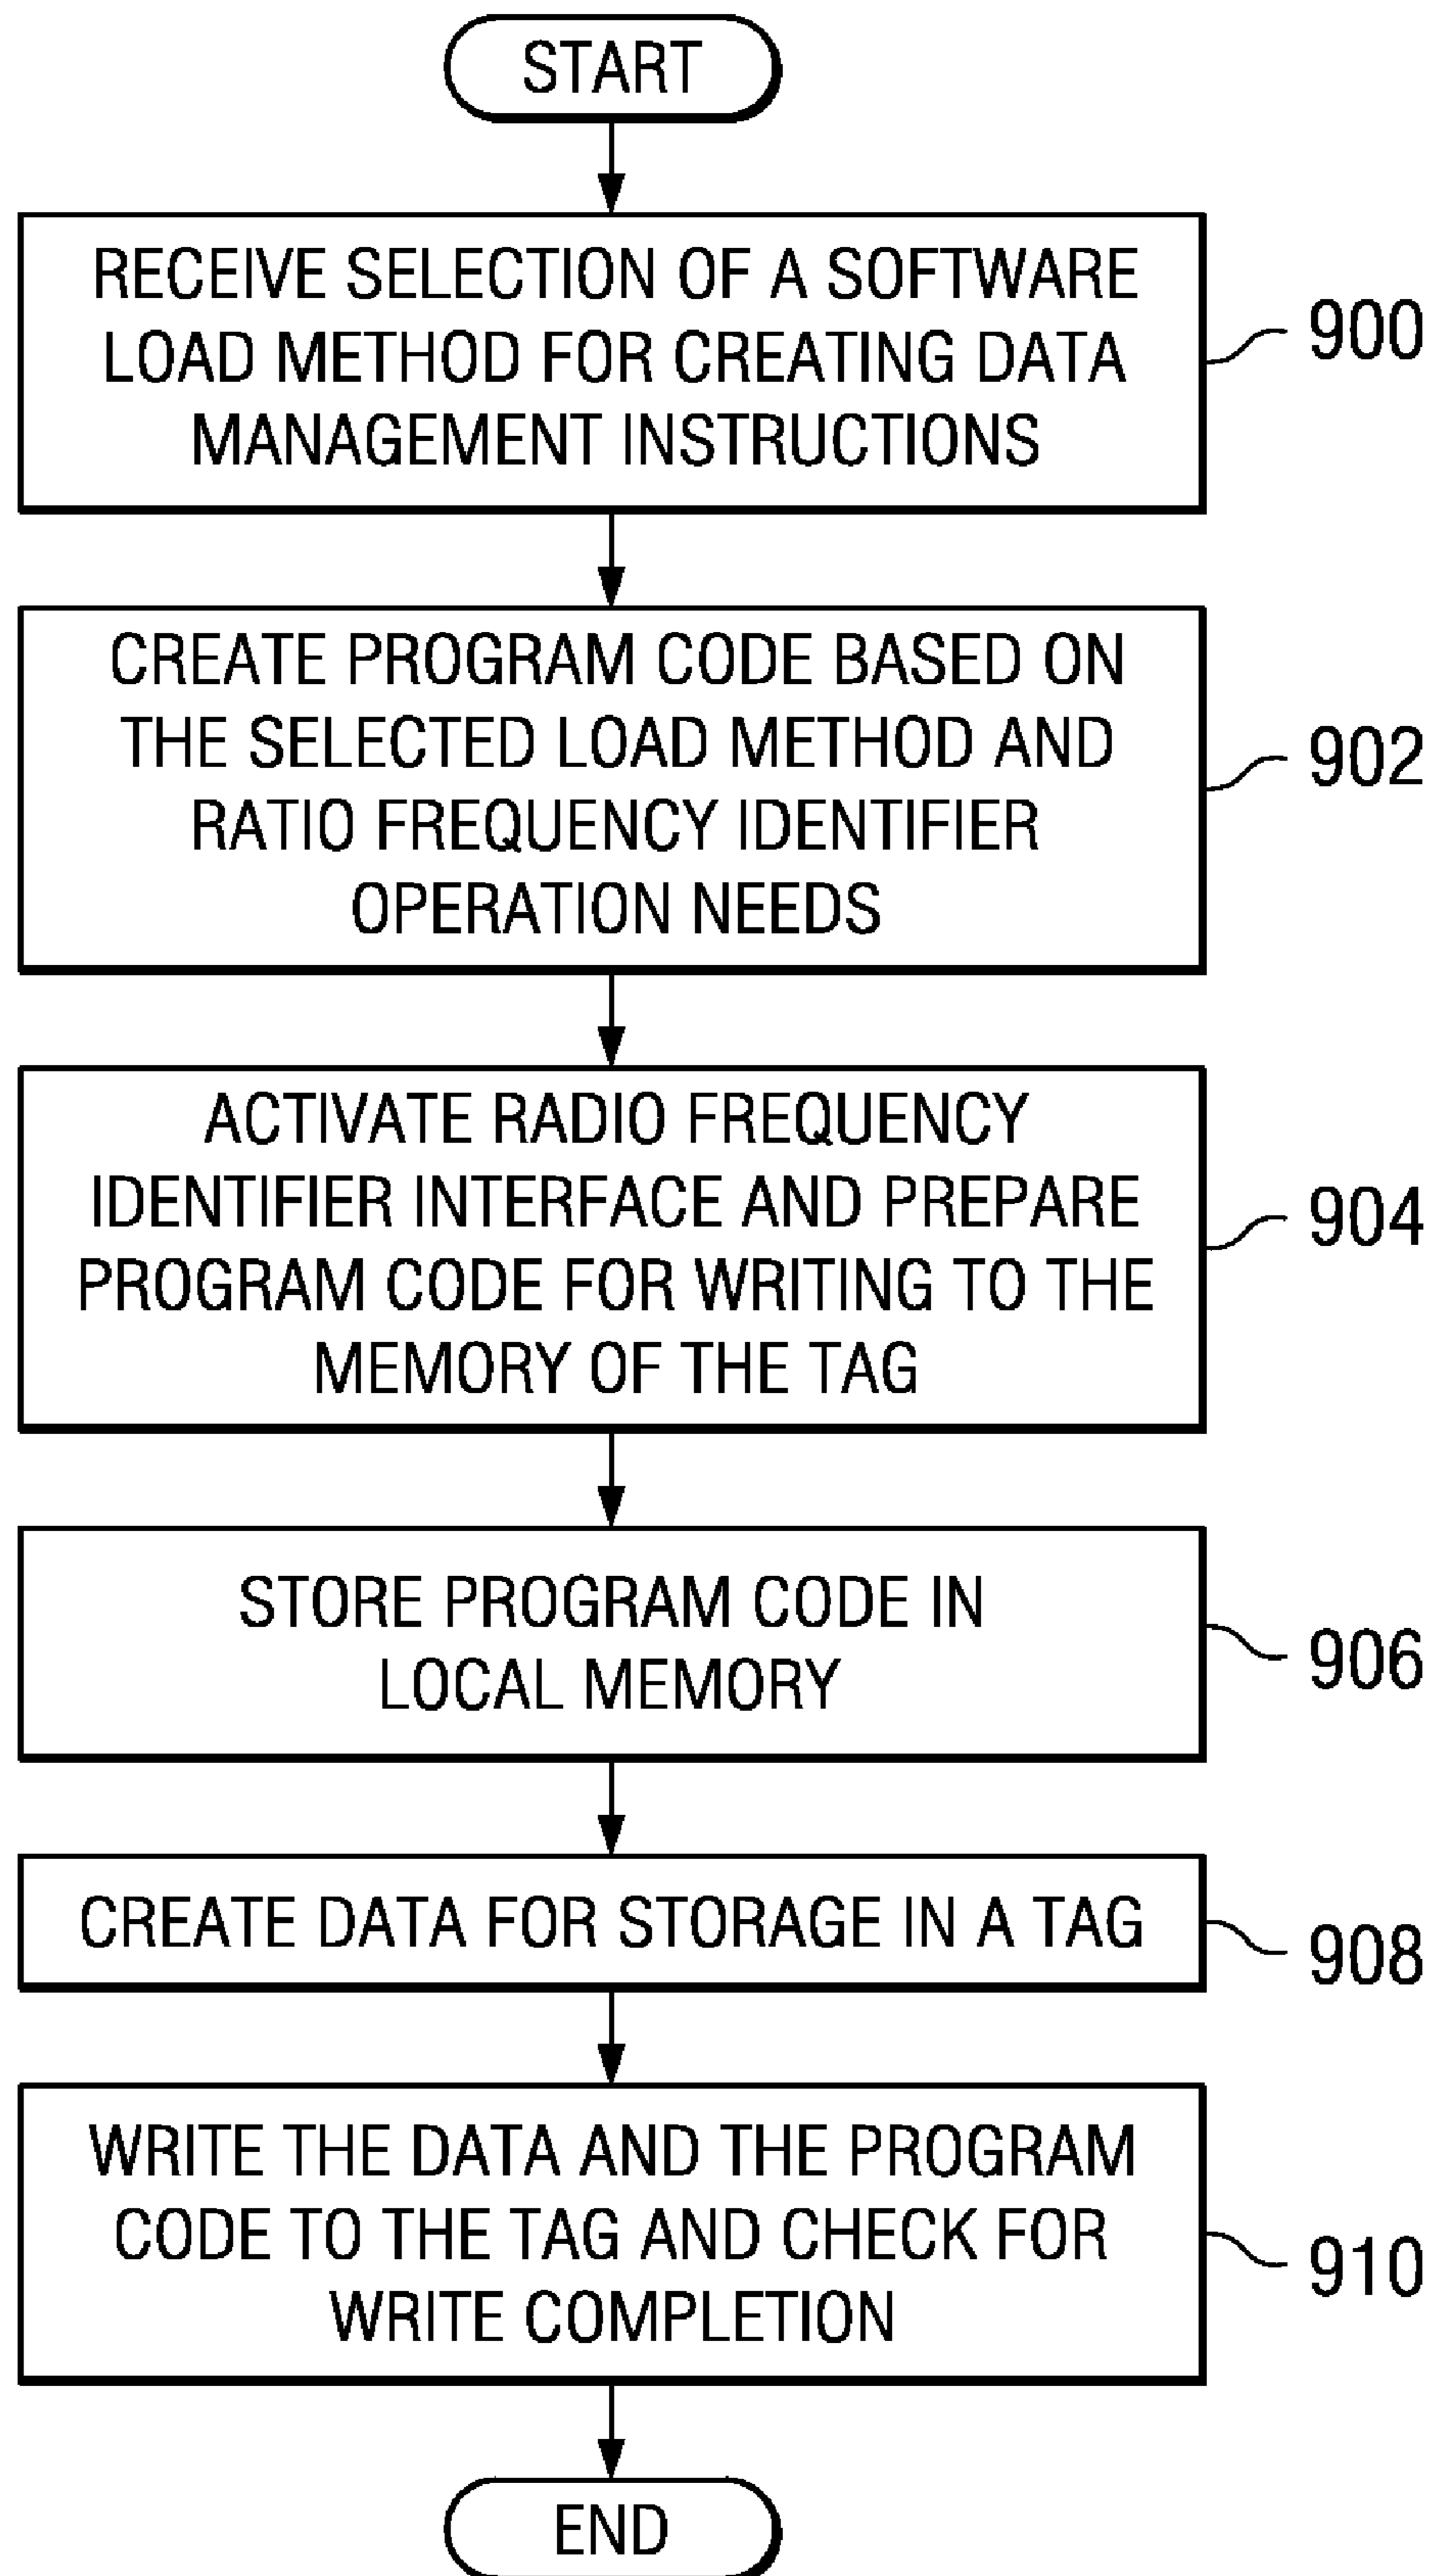 START
RECEIVE SELECTION OF A SOFTWARE
LOAD METHOD FOR CREATING DATA
MANAGEMENT INSTRUCTIONS
900
CREATE PROGRAM CODE BASED ON
THE SELECTED LOAD METHOD AND
RATIO FREQUENCY IDENTIFIER
OPERATION NEEDS
902
ACTIVATE RADIO FREQUENCY
IDENTIFIER INTERFACE AND PREPARE
PROGRAM CODE FOR WRITING TO THE
MEMORY OF THE TAG
904
STORE PROGRAM CODE IN
LOCAL MEMORY
906
CREATE DATA FOR STORAGE IN A TAG
908
WRITE THE DATA AND THE PROGRAM
CODE TO THE TAG AND CHECK FOR
WRITE COMPLETION
910
END